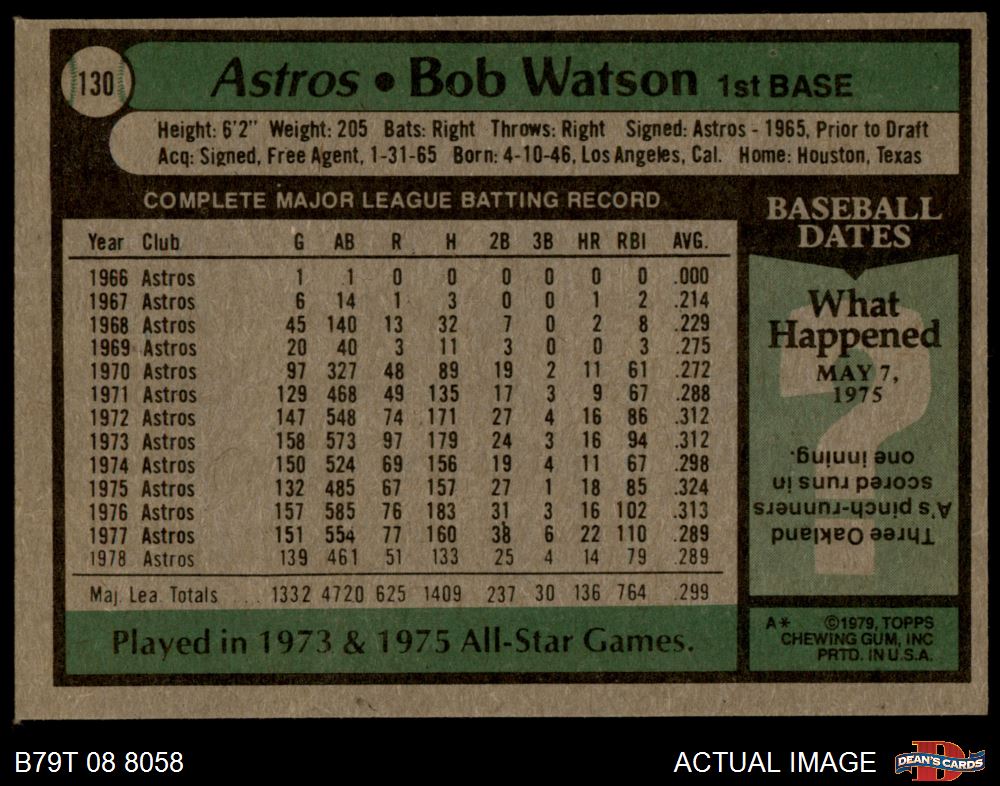 130
Astros • Bob Watson 1st BASE
Height: 6'2" Weight: 205 Bats: Right Throws: Right Signed: Astros - 1965, Prior to Draft
Acq: Signed, Free Agent, 1-31-65 Born: 4-10-46, Los Angeles, Cal. Home: Houston, Texas
COMPLETE MAJOR LEAGUE BATTING RECORD
Year Club G AB R H 2B 3B HR RBI AVG.
1966 Astros 1 1 0 0 0 0 0 0 .000
1967 Astros 6 14 1 3 0 0 1 2 .214
1968 Astros 45 140 13 32 7 0 2 8 .229
1969 Astros 20 40 3 11 3 0 0 3 .275
1970 Astros 97 327 48 89 19 2 11 61 .272
1971 Astros 129 468 49 135 17 3 9 67 .288
1972 Astros 147 548 74 171 27 4 16 86 .312
1973 Astros 158 573 97 179 24 3 16 94 .312
1974 Astros 150 524 69 156 19 4 11 67 .298
1975 Astros 132 485 67 157 27 1 18 85 .324
1976 Astros 157 585 76 183 31 3 16 102 .313
1977 Astros 151 554 77 160 38 6 22 110 .289
1978 Astros 139 461 51 133 25 4 14 79 .289
Maj. Lea. Totals ... 1332 4720 625 1409 237 30 136 764 .299
Played in 1973 & 1975 All-Star Games.
BASEBALL
DATES
What
Happened
MAY 7,
1975
?
Three Oakland
A's pinch-runners
scored runs in
one inning.
A* ©1979, TOPPS
CHEWING GUM, INC
PRTD. IN U.S.A.
B79T 08 8058
ACTUAL IMAGE
D
DEAN'S CARDS